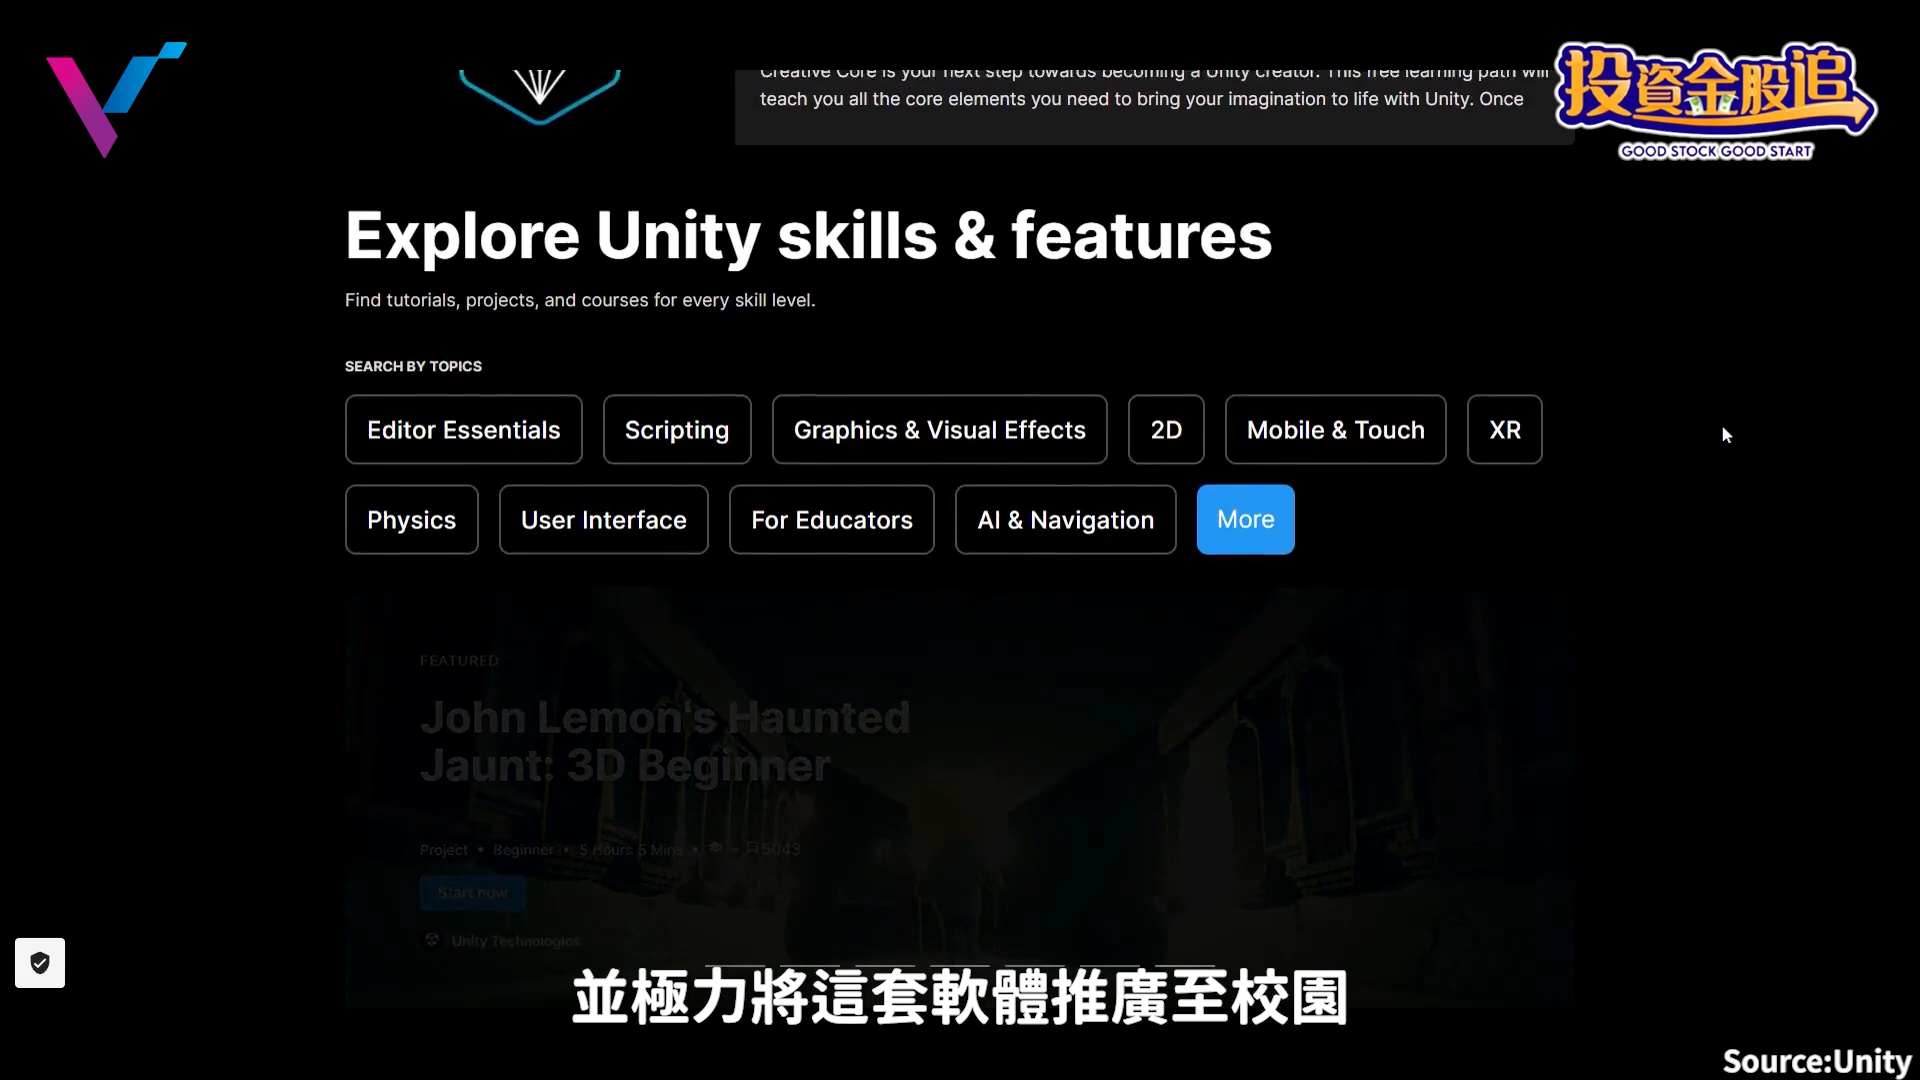 Creative Core is your next step towards becoming a Unity creator. This free learning path will
teach you all the core elements you need to bring your imagination to life with Unity. Once
投資金股追
GOOD STOCK GOOD START
Explore Unity skills & features
Find tutorials, projects, and courses for every skill level.
SEARCH BY TOPICS
Editor Essentials
Scripting
Graphics & Visual Effects
2D
Mobile & Touch
XR
Physics
User Interface
For Educators
AI & Navigation
More
FEATURED
John Lemon's Haunted
Jaunt: 3D Beginner
Project • Beginner • 5 Hours 5 Mins • 5043
Start now
Unity Technologies
並極力將這套軟體推廣至校園
Source:Unity